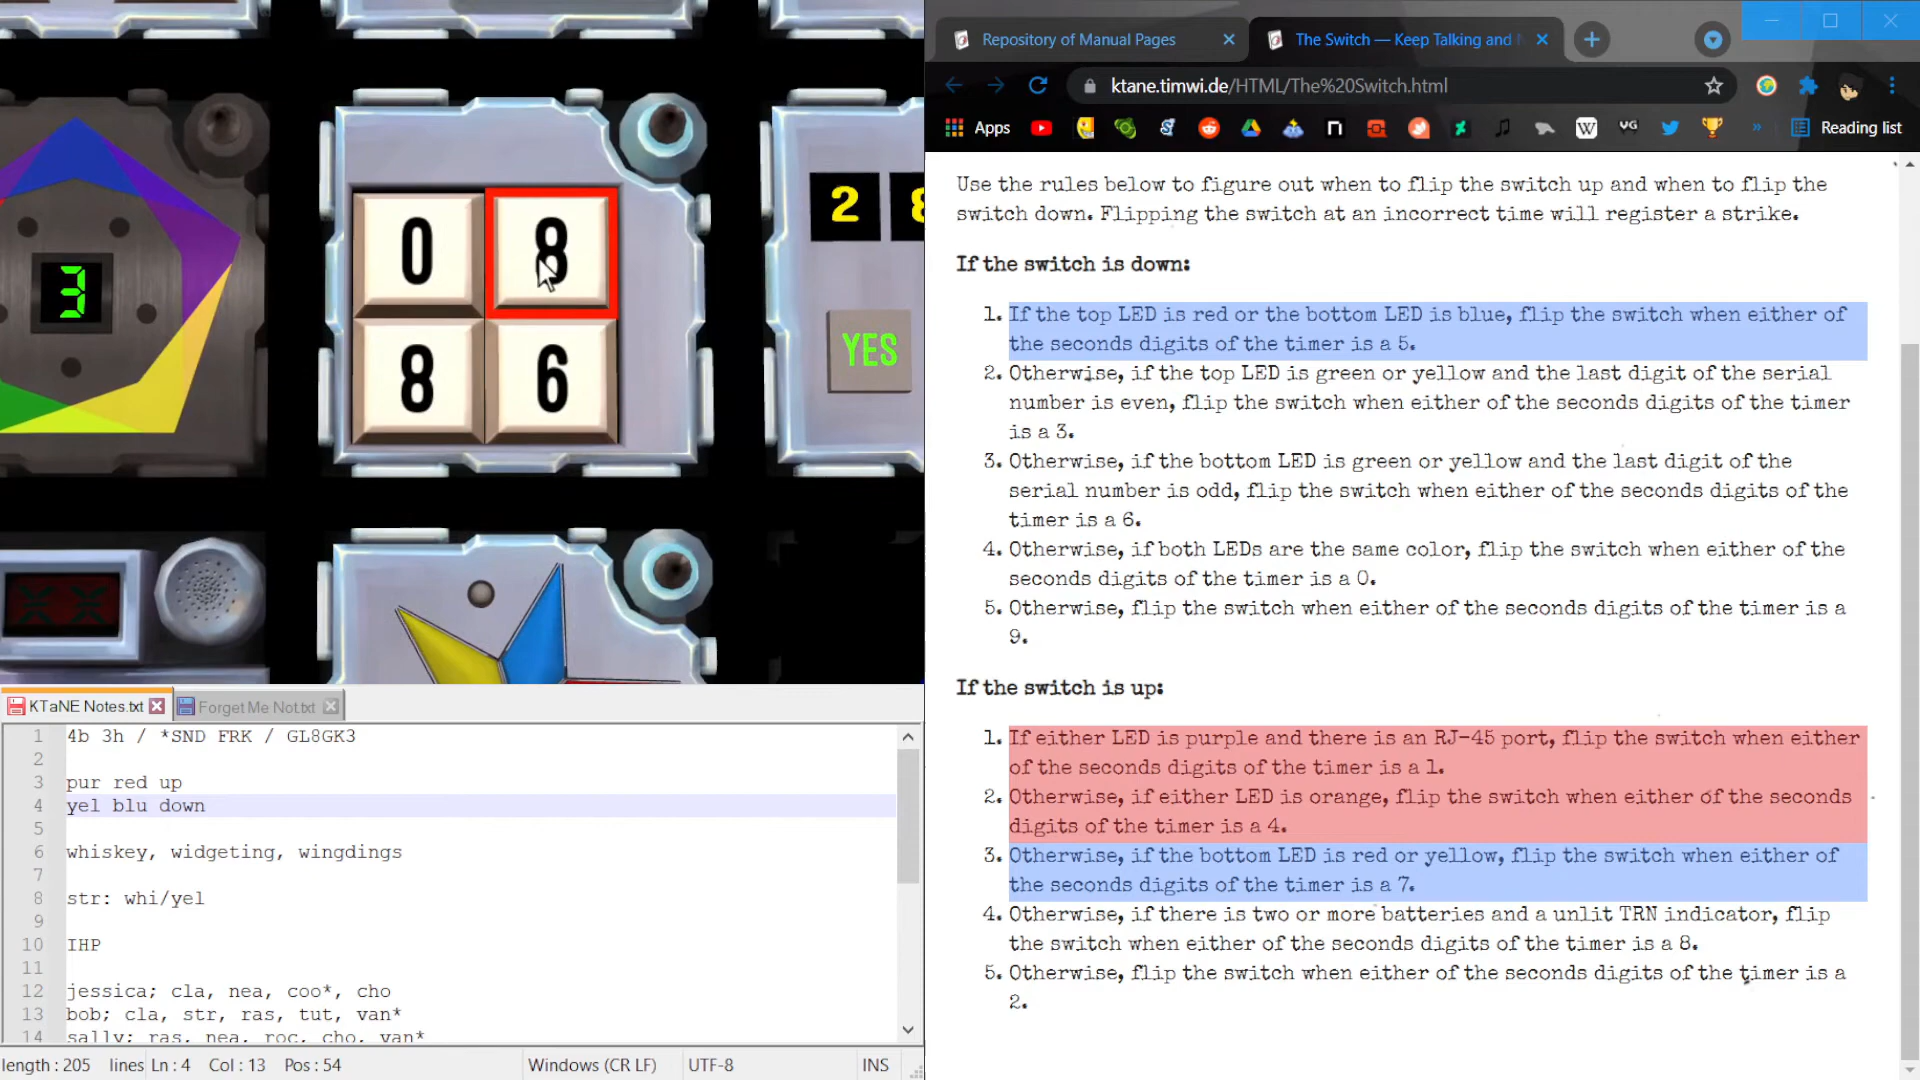 3
0 8
8 6
2 8
YES
KTaNE Notes.txt
Forget Me Not.txt
1 4b 3h / *SND FRK / GL8GK3
2
3 pur red up
4 yel blu down
5
6 whiskey, widgeting, wingdings
7
8 str: whi/yel
9
10 IHP
11
12 jessica; cla, nea, coo*, cho
13 bob; cla, str, ras, tut, van*
14 sally; ras, nea, roc, cho, van*
length : 205 lines Ln : 4 Col : 13 Pos : 54 Windows (CR LF) UTF-8 INS
Repository of Manual Pages
The Switch — Keep Talking and N
ktane.timwi.de/HTML/The%20Switch.html
Apps
Reading list
Use the rules below to figure out when to flip the switch up and when to flip the
switch down. Flipping the switch at an incorrect time will register a strike.
If the switch is down:
1. If the top LED is red or the bottom LED is blue, flip the switch when either of
the seconds digits of the timer is a 5.
2. Otherwise, if the top LED is green or yellow and the last digit of the serial
number is even, flip the switch when either of the seconds digits of the timer
is a 3.
3. Otherwise, if the bottom LED is green or yellow and the last digit of the
serial number is odd, flip the switch when either of the seconds digits of the
timer is a 6.
4. Otherwise, if both LEDs are the same color, flip the switch when either of the
seconds digits of the timer is a 0.
5. Otherwise, flip the switch when either of the seconds digits of the timer is a
9.
If the switch is up:
1. If either LED is purple and there is an RJ-45 port, flip the switch when either
of the seconds digits of the timer is a 1.
2. Otherwise, if either LED is orange, flip the switch when either of the seconds
digits of the timer is a 4.
3. Otherwise, if the bottom LED is red or yellow, flip the switch when either of
the seconds digits of the timer is a 7.
4. Otherwise, if there is two or more batteries and a unlit TRN indicator, flip
the switch when either of the seconds digits of the timer is a 8.
5. Otherwise, flip the switch when either of the seconds digits of the timer is a
2.